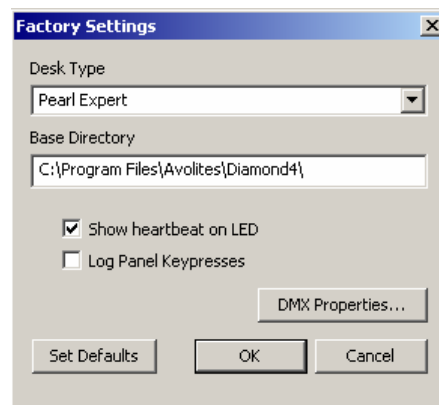 Factory Settings
Desk Type
Pearl Expert
Base Directory
C:\Program Files\Avolites\Diamond4\
Show heartbeat on LED
Log Panel Keypresses
DMX Properties...
Set Defaults OK Cancel